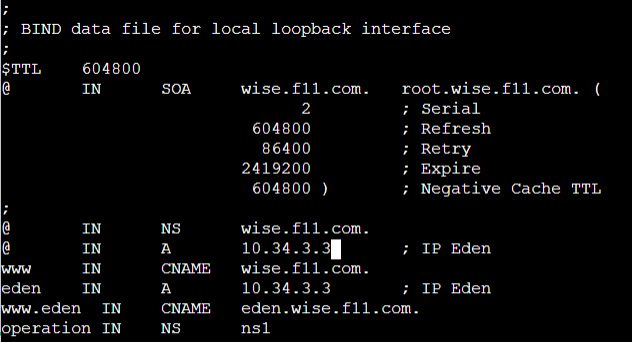 ;
; BIND data file for local loopback interface
;
$TTL    604800
@       IN      SOA     wise.f11.com.   root.wise.f11.com. (
                              2         ; Serial
                         604800         ; Refresh
                          86400         ; Retry
                        2419200         ; Expire
                         604800 )       ; Negative Cache TTL
;
@       IN      NS      wise.f11.com.
@       IN      A       10.34.3.3       ; IP Eden
www     IN      CNAME   wise.f11.com.
eden    IN      A       10.34.3.3       ; IP Eden
www.eden  IN    CNAME   eden.wise.f11.com.
operation IN    NS      ns1